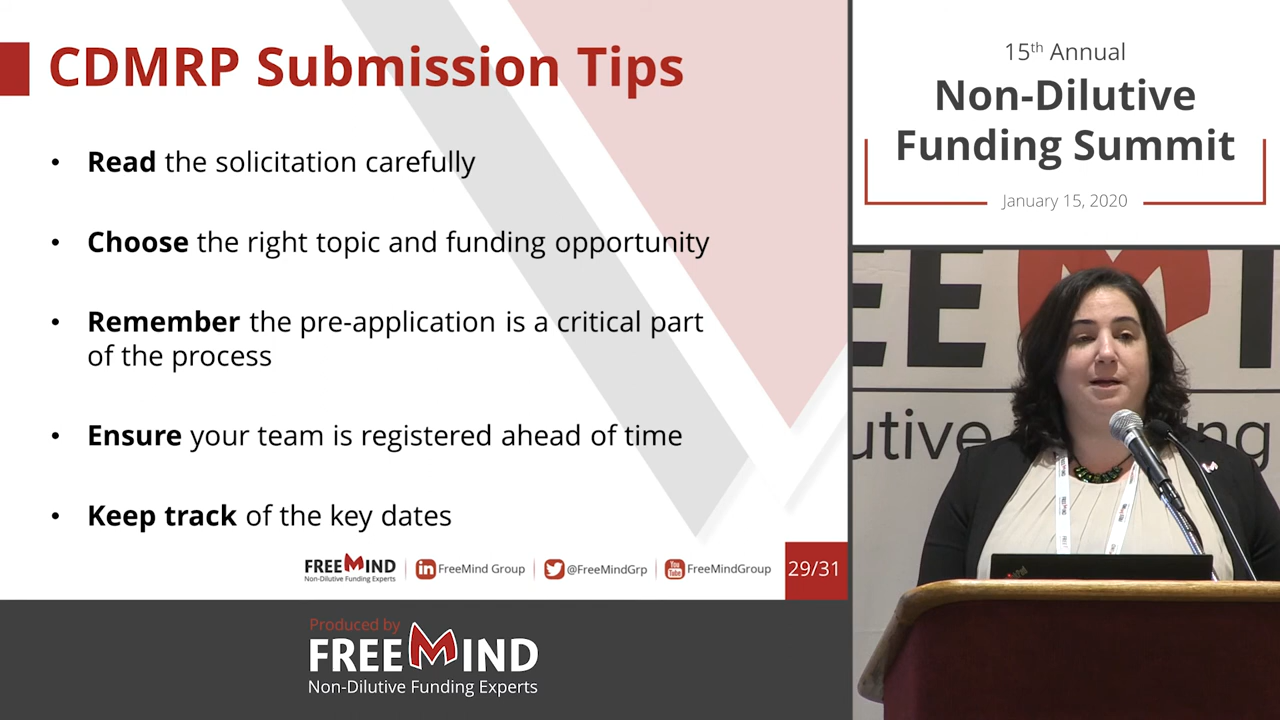 CDMRP Submission Tips
• Read the solicitation carefully
• Choose the right topic and funding opportunity
• Remember the pre-application is a critical part
of the process
• Ensure your team is registered ahead of time
• Keep track of the key dates
FREEMIND
Non-Dilutive Funding Experts
in FreeMind Group
@FreeMindGrp
You Tube FreeMindGroup
29/31
Produced by
FREEMIND
Non-Dilutive Funding Experts
15th Annual
Non-Dilutive
Funding Summit
January 15, 2020